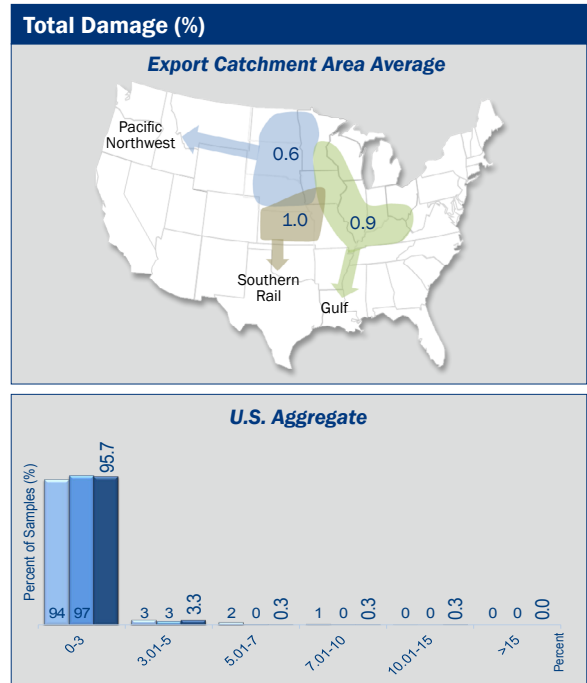 Total Damage (%)
Export Catchment Area Average
Pacific
Northwest
0.6
1.0
0.9
Southern
Rail
Gulf
U.S. Aggregate
Percent of Samples (%)
94 97 95.7
3 3 3.3
2 0 0.3
1 0 0.3
0 0 0.3
0 0 0.0
0-3
3.01-5
5.01-7
7.01-10
10.01-15
>15
Percent